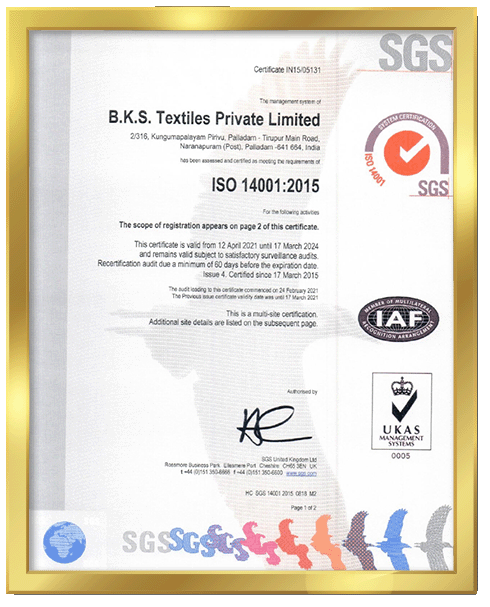 SGS
Certificate IN15/05131
The management system of
B.K.S. Textiles Private Limited
2/316, Kungumapalayam Pirivu, Palladam - Tirupur Main Road,
Naranapuram (Post), Palladam -641 664, India
has been assessed and certified as meeting the requirements of
ISO 14001:2015
For the following activities
The scope of registration appears on page 2 of this certificate.
This certificate is valid from 12 April 2021 until 17 March 2024
and remains valid subject to satisfactory surveillance audits.
Recertification audit due a minimum of 60 days before the expiration date.
Issue 4. Certified since 17 March 2015
The audit leading to this certificate commenced on 24 February 2021
The Previous issue certificate validity date was until 17 March 2021
This is a multi-site certification.
Additional site details are listed on the subsequent page.
SYSTEM CERTIFICATION
ISO 14001
SGS
MEMBER OF MULTILATERAL
IAF
RECOGNITION ARRANGEMENT
UKAS
MANAGEMENT
SYSTEMS
0005
Authorised by
SGS United Kingdom Ltd
Rossmore Business Park Ellesmere Port Cheshire CH65 3EN UK
t +44 (0)151 350-6666 f +44 (0)151 350-6600 www.sgs.com
HC SGS 14001 2015 0818 M2
Page 1 of 2
SGSSGS